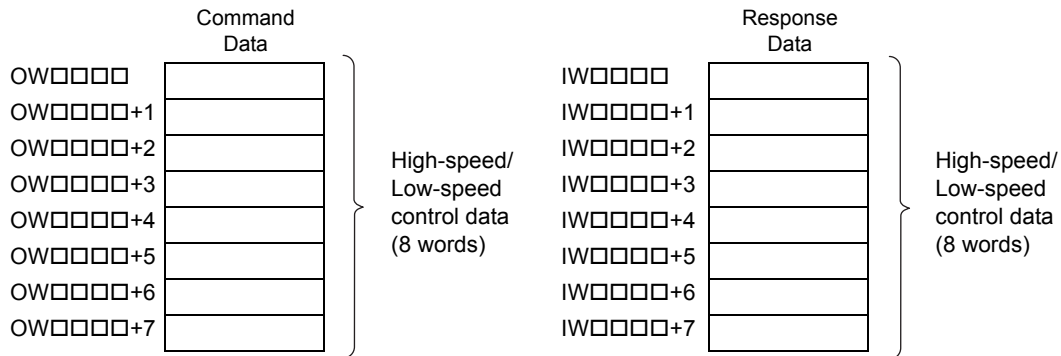 Command
Data
OW□□□□
OW□□□□+1
OW□□□□+2
OW□□□□+3
OW□□□□+4
OW□□□□+5
OW□□□□+6
OW□□□□+7
High-speed/
Low-speed
control data
(8 words)
Response
Data
IW□□□□
IW□□□□+1
IW□□□□+2
IW□□□□+3
IW□□□□+4
IW□□□□+5
IW□□□□+6
IW□□□□+7
High-speed/
Low-speed
control data
(8 words)